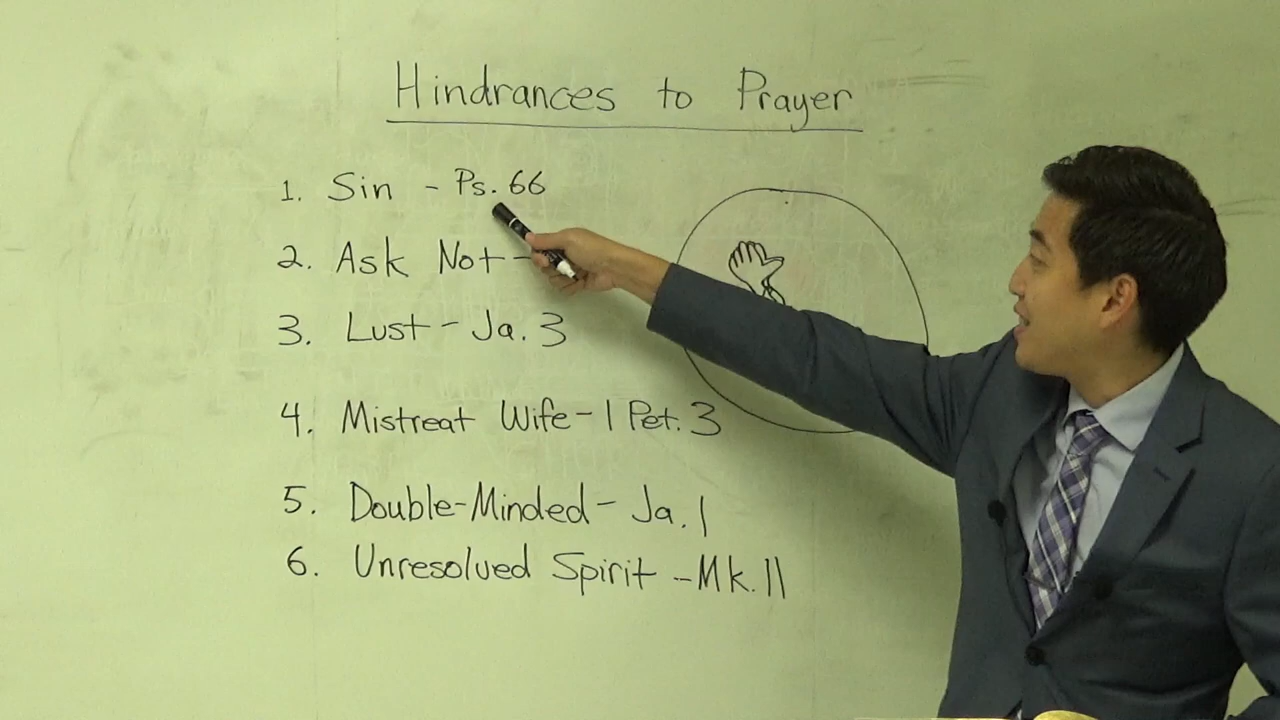 Hindrances to Prayer
1. Sin - Ps. 66
2. Ask Not -
3. Lust - Ja. 3
4. Mistreat Wife - 1 Pet. 3
5. Double-Minded - Ja. 1
6. Unresolved Spirit - Mk. 11